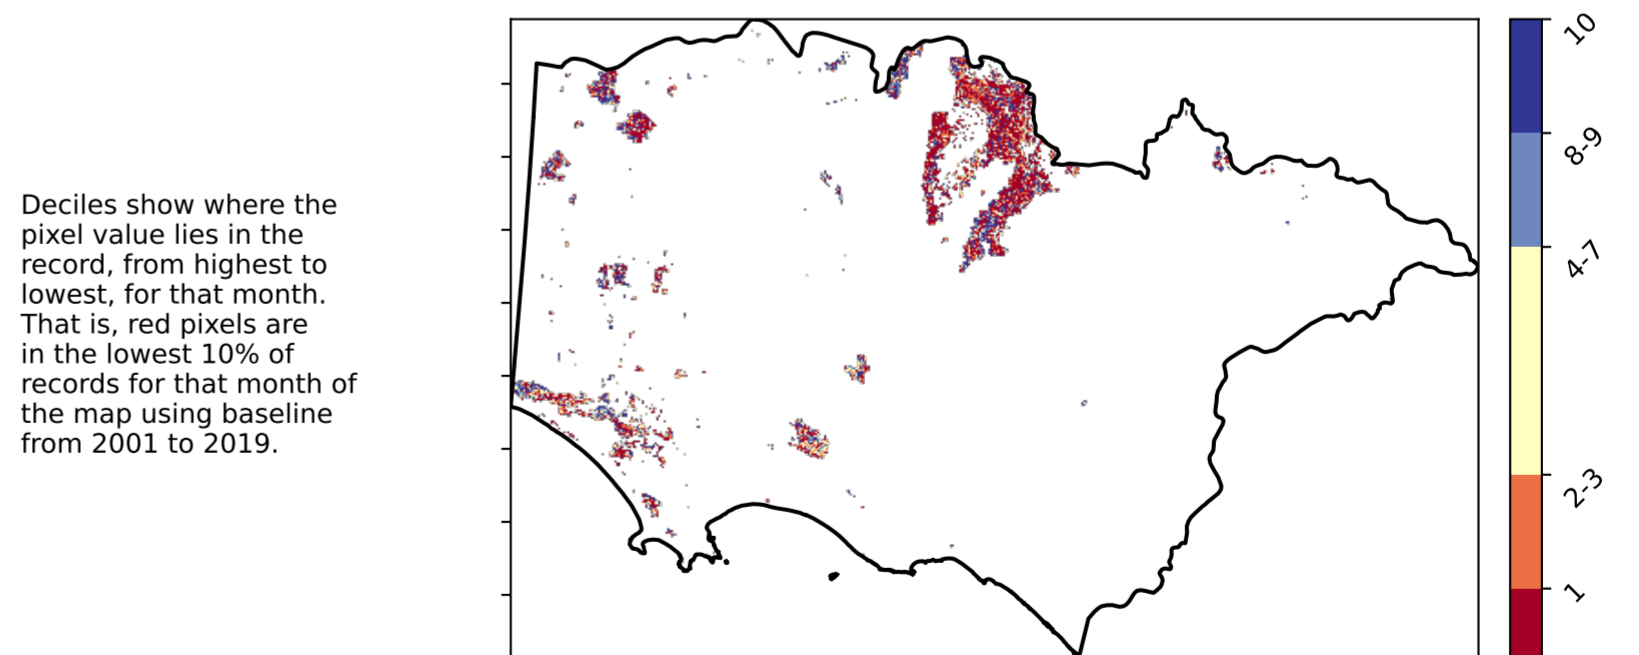 Deciles show where the
pixel value lies in the
record, from highest to
lowest, for that month.
That is, red pixels are
in the lowest 10% of
records for that month of
the map using baseline
from 2001 to 2019.
10
8-9
4-7
2-3
1